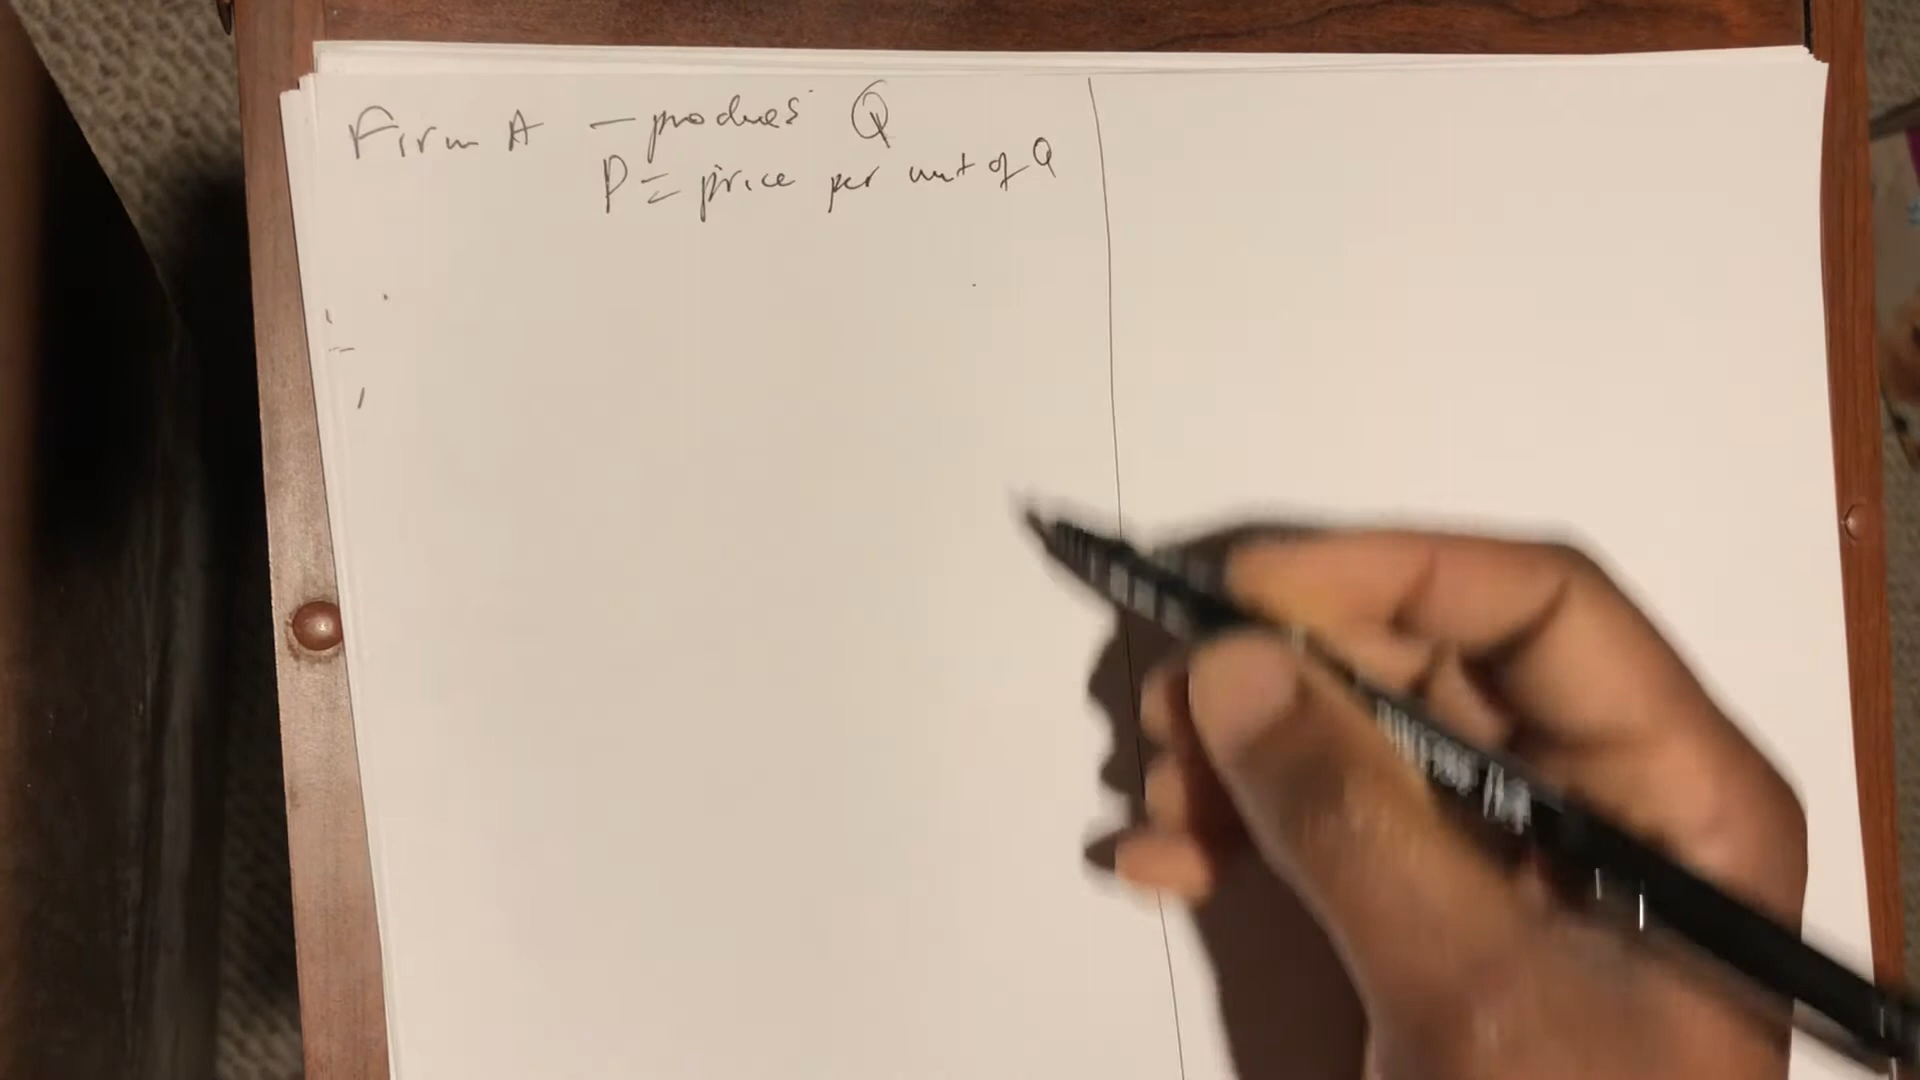 Firm A — produces Q
P = price per unit of Q